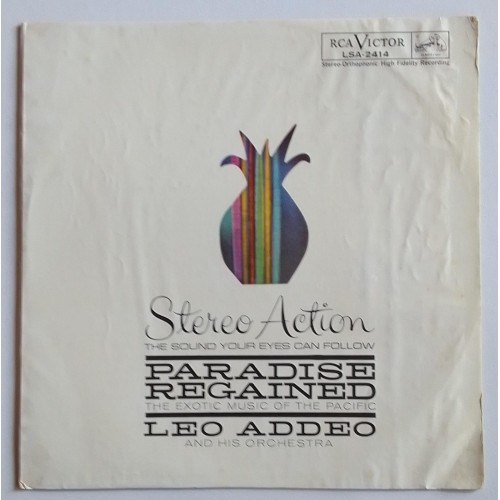 RCA VICTOR
LSA-2414
Stereo-Orthophonic High Fidelity Recording
Stereo Action
THE SOUND YOUR EYES CAN FOLLOW
PARADISE
REGAINED
THE EXOTIC MUSIC OF THE PACIFIC
LEO ADDEO
AND HIS ORCHESTRA